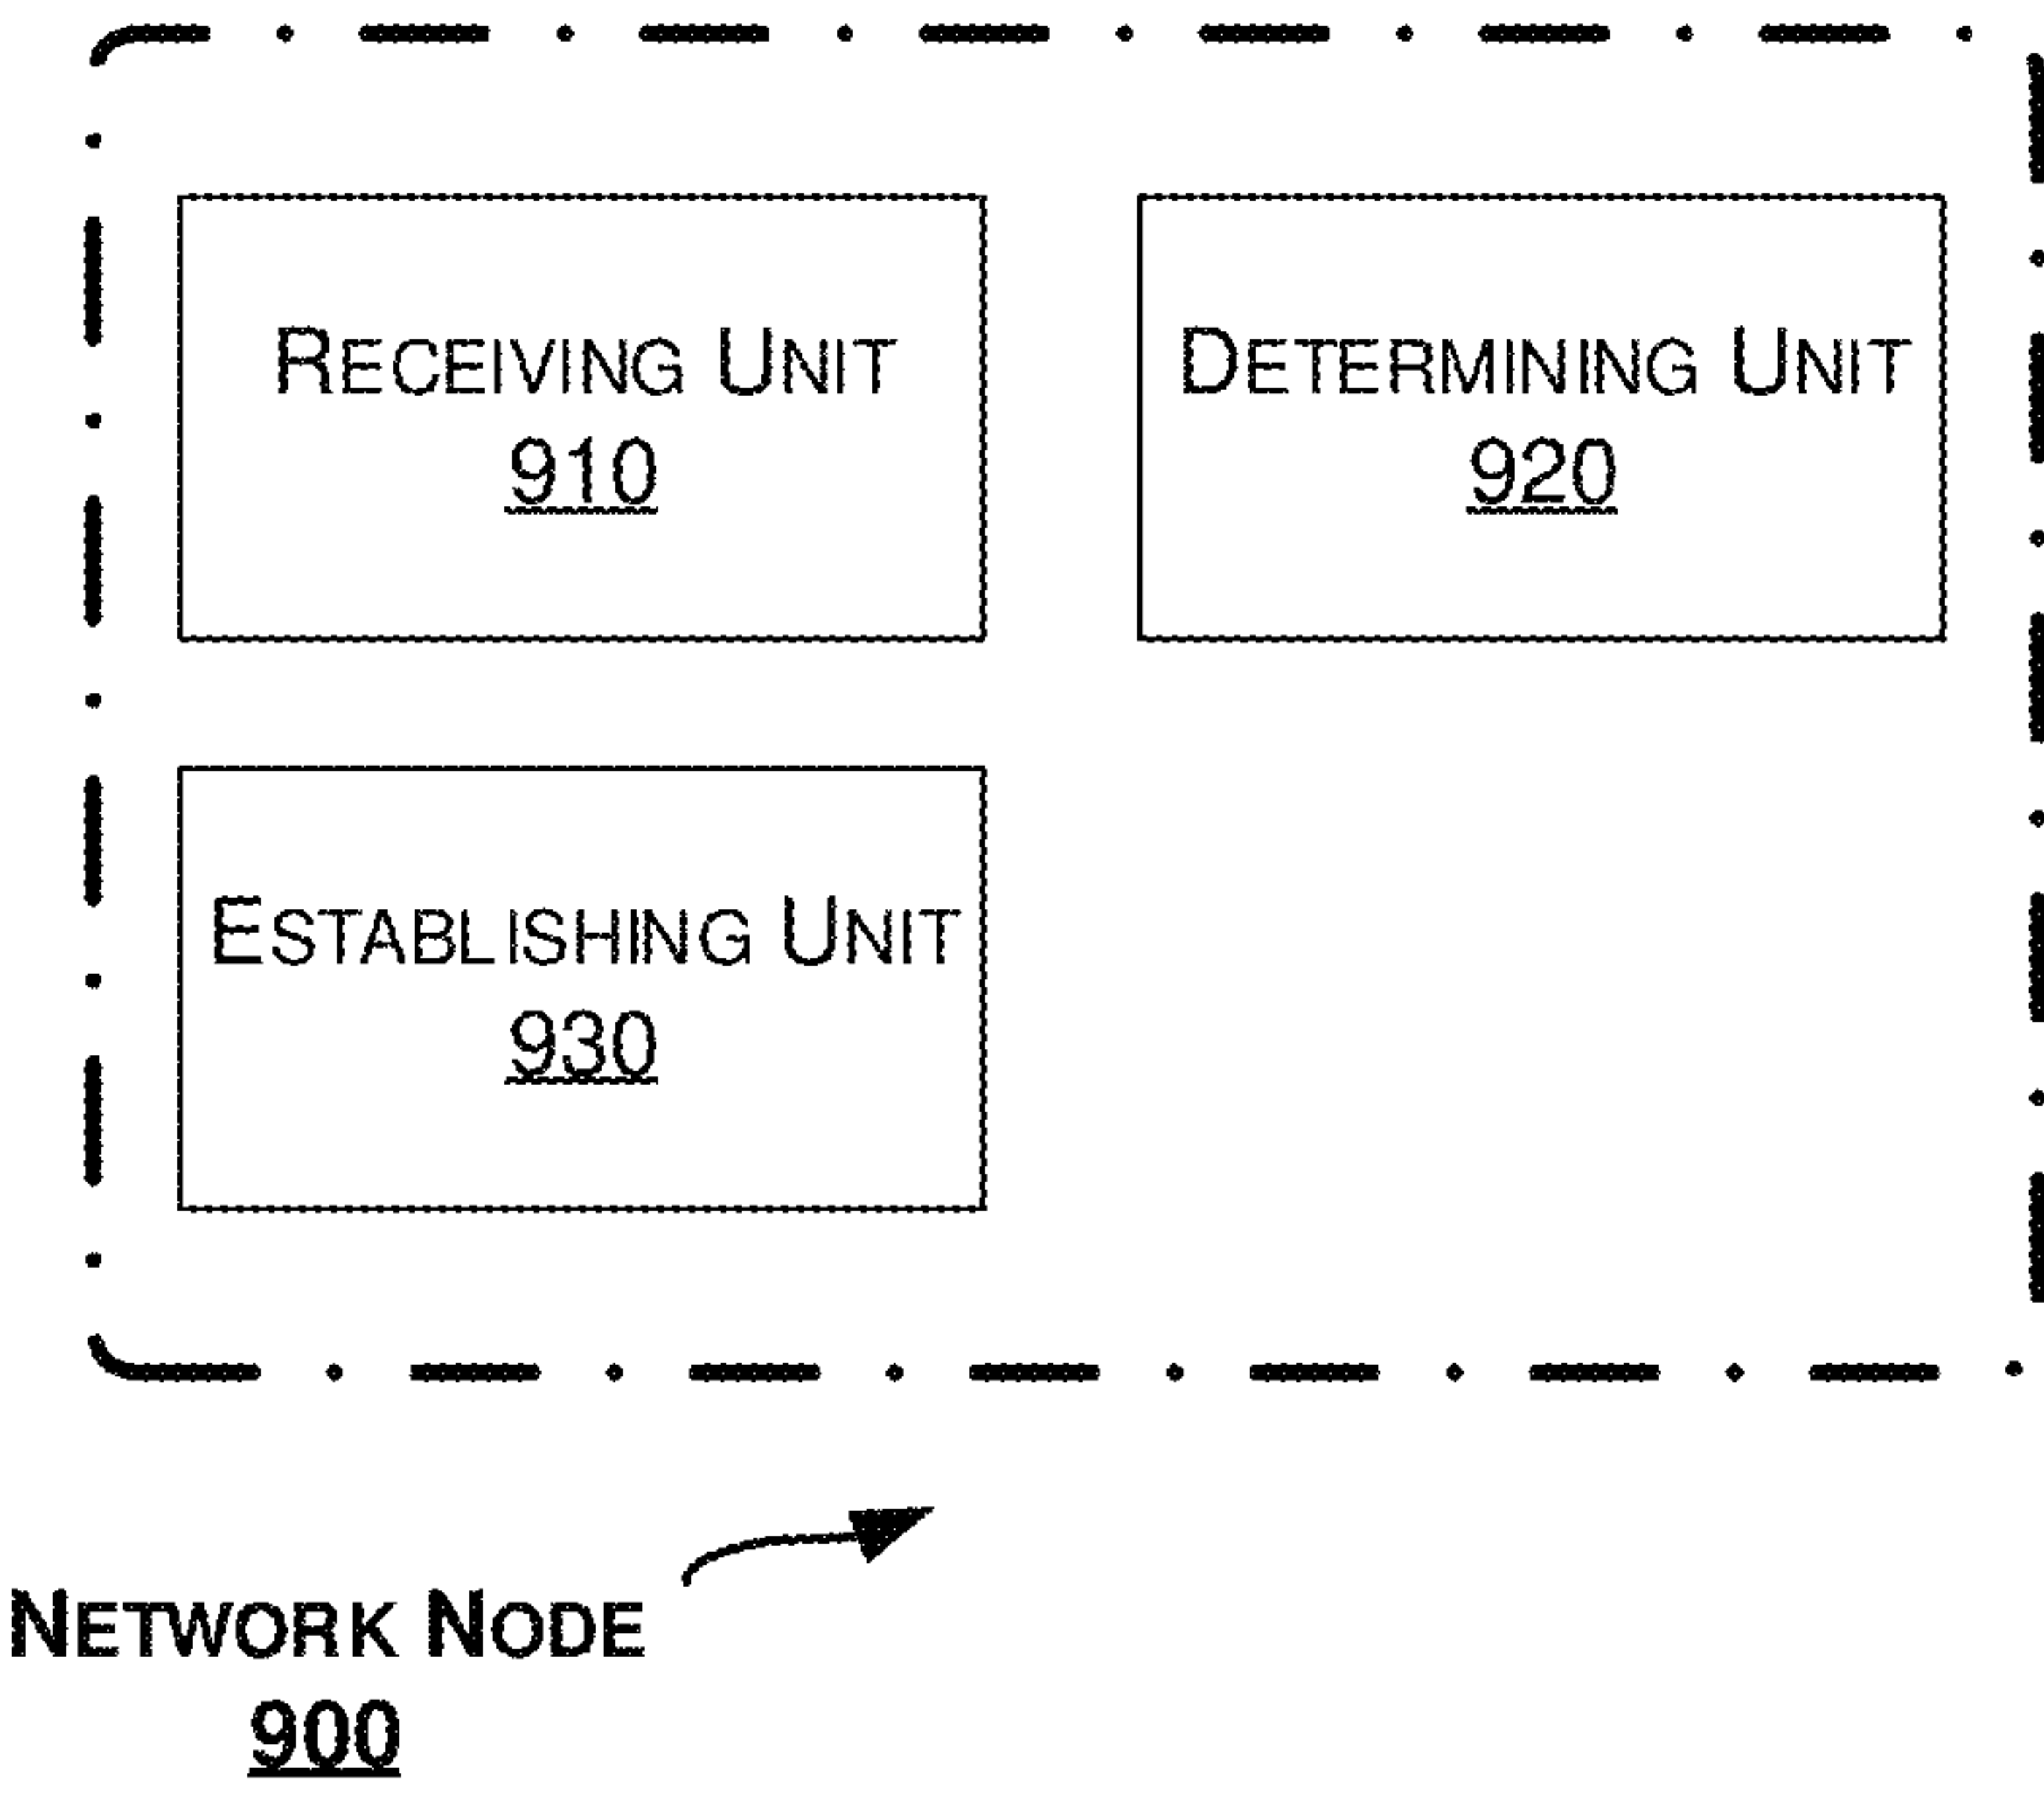 RECEIVING UNIT
910
DETERMINING UNIT
920
ESTABLISHING UNIT
930
NETWORK NODE
900